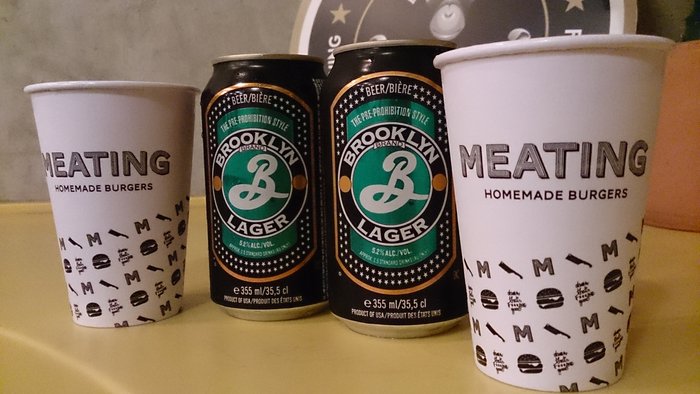 MEATING
HOMEMADE BURGERS
M
M
M
M
BEER/BIÈRE
THE PRE-PROHIBITION STYLE
BROOKLYN
BRAND
B
LAGER
5.2% ALC./VOL.
e 355 ml/35,5 cl
PRODUCT OF USA/PRODUIT DES ÉTATS UNIS
BEER/BIÈRE
THE PRE-PROHIBITION STYLE
BROOKLYN
BRAND
B
LAGER
5.2% ALC./VOL.
e 355 ml/35,5 cl
PRODUCT OF USA/PRODUIT DES ÉTATS UNIS
MEATING
HOMEMADE BURGERS
M
M
M
M
M
M